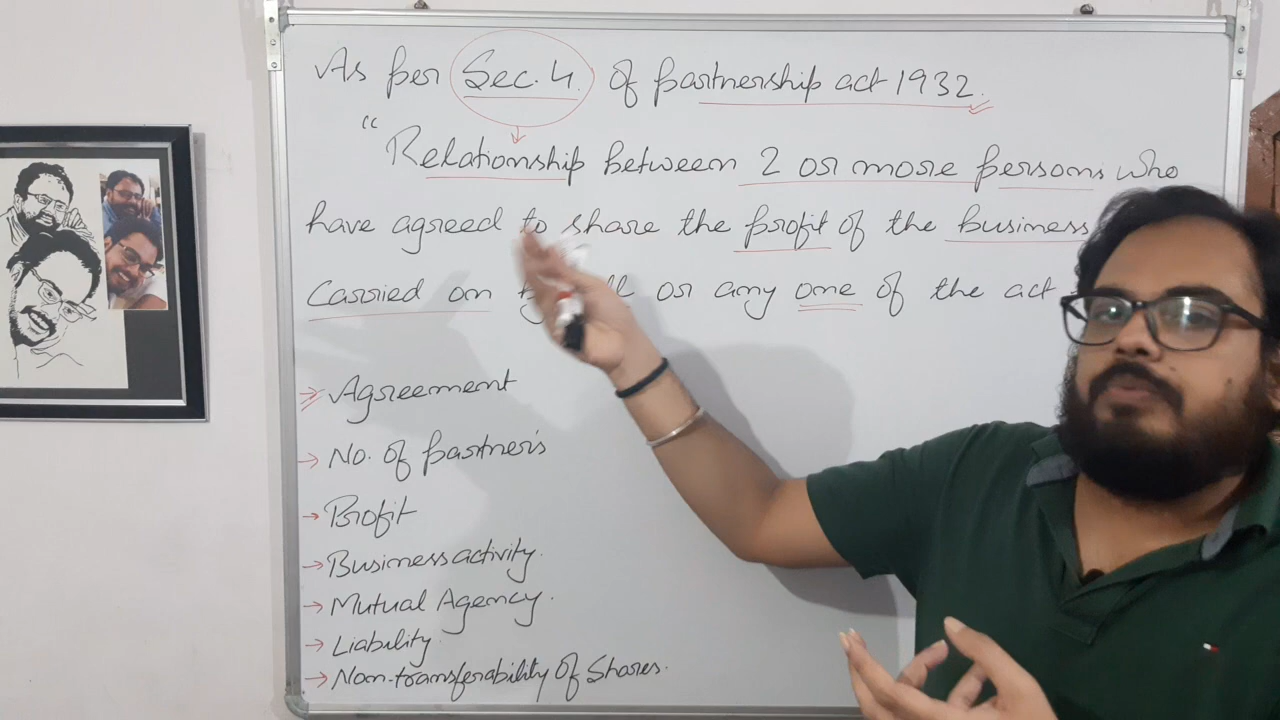 As per Sec. 4. of partnership act 1932.
“Relationship between 2 or more persons who
have agreed to share the profit of the business
Carried on or any one of the act
Agreement
No. of partner's
Profit
Business activity.
Mutual Agency.
Liability
Non-transferability of Shares.